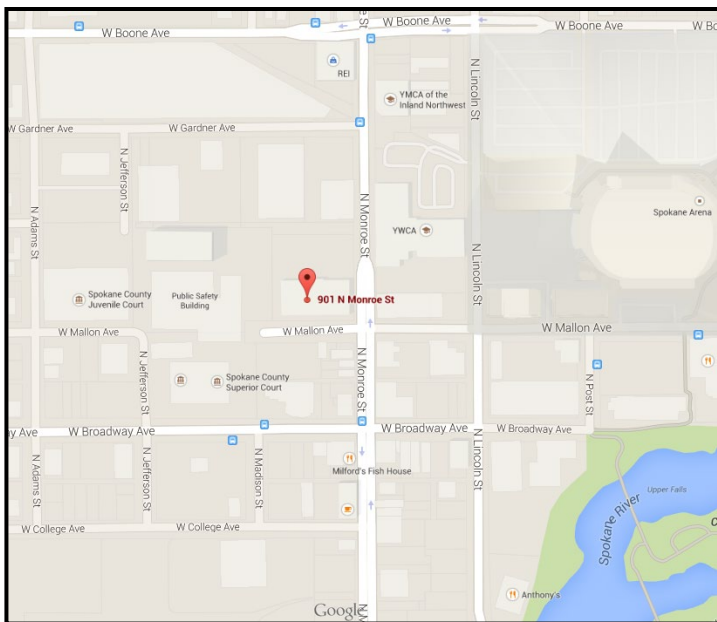 W Boone Ave
W Boone Ave
W Bo
e St
REI
N Lincoln St
YMCA of the
Inland Northwest
W Gardner Ave
W Gardner Ave
N Jefferson St
N Monroe St
N Adams St
Spokane Arena
YWCA
N Lincoln St
Spokane County
Juvenile Court
Public Safety
Building
901 N Monroe St
W Mallon Ave
W Mallon Ave
W Mallon Ave
N Jefferson St
N Monroe St
Spokane County
Superior Court
N Post St
ay Ave
W Broadway Ave
W Broadway Ave
W Broadway Ave
N Adams St
N Jefferson St
N Madison St
N Lincoln St
Milford's Fish House
Upper Falls
Spokane River
W College Ave
W College Ave
Anthony's
Google
N M